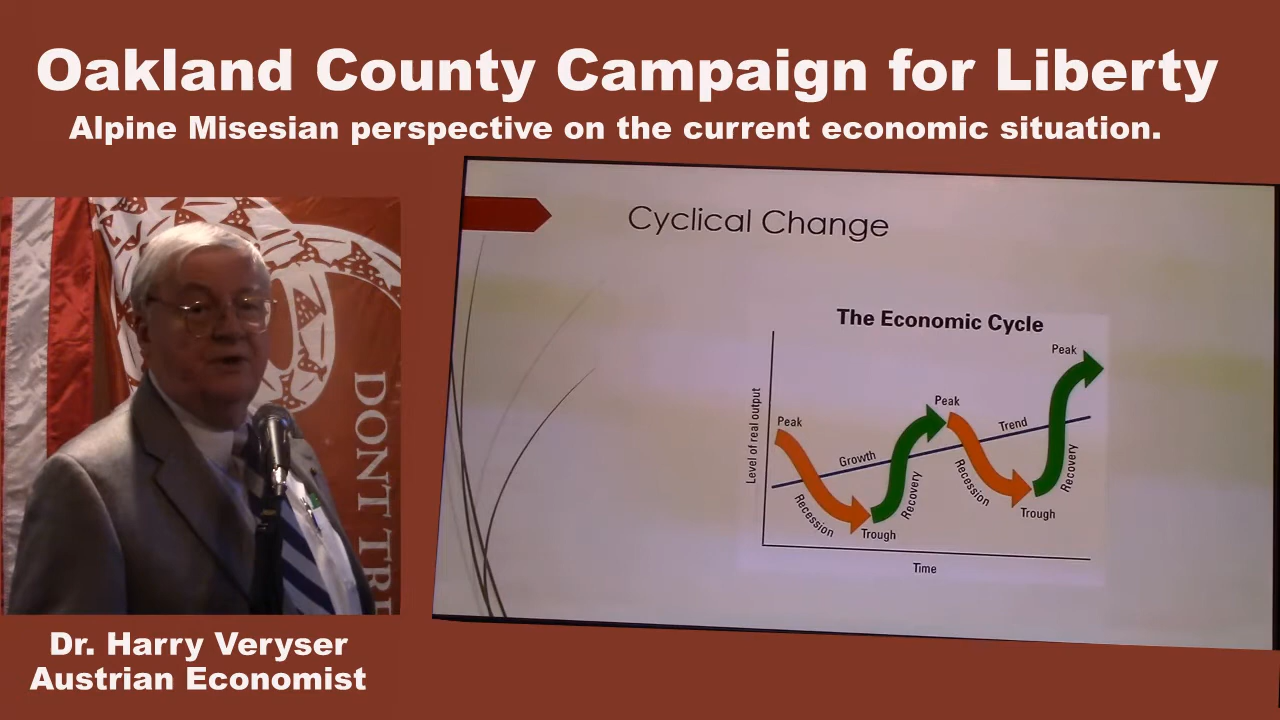 Oakland County Campaign for Liberty
Alpine Misesian perspective on the current economic situation.
Cyclical Change
The Economic Cycle
Peak
Peak
Peak
Level of real output
Growth
Trend
Recession
Recovery
Recession
Recovery
Trough
Trough
Time
DONT
Dr. Harry Veryser
Austrian Economist